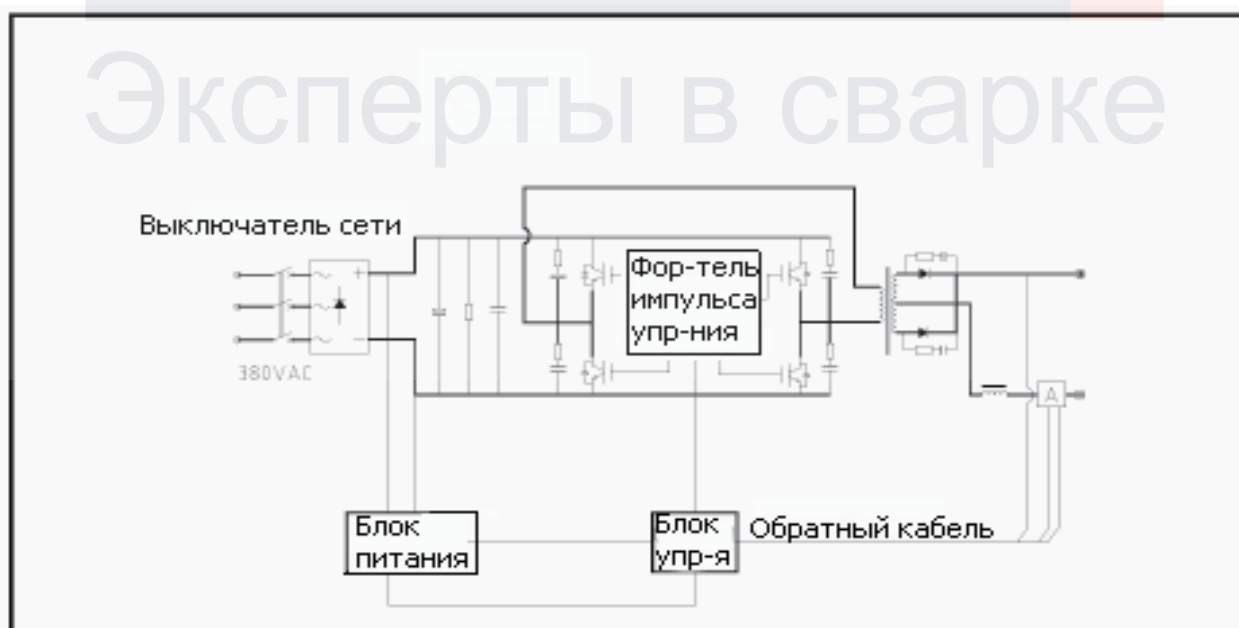 Эксперты в сварке
Выключатель сети
Фор-тель
импульса
упр-ния
380VAC
A
Блок
питания
Блок
упр-я
Обратный кабель